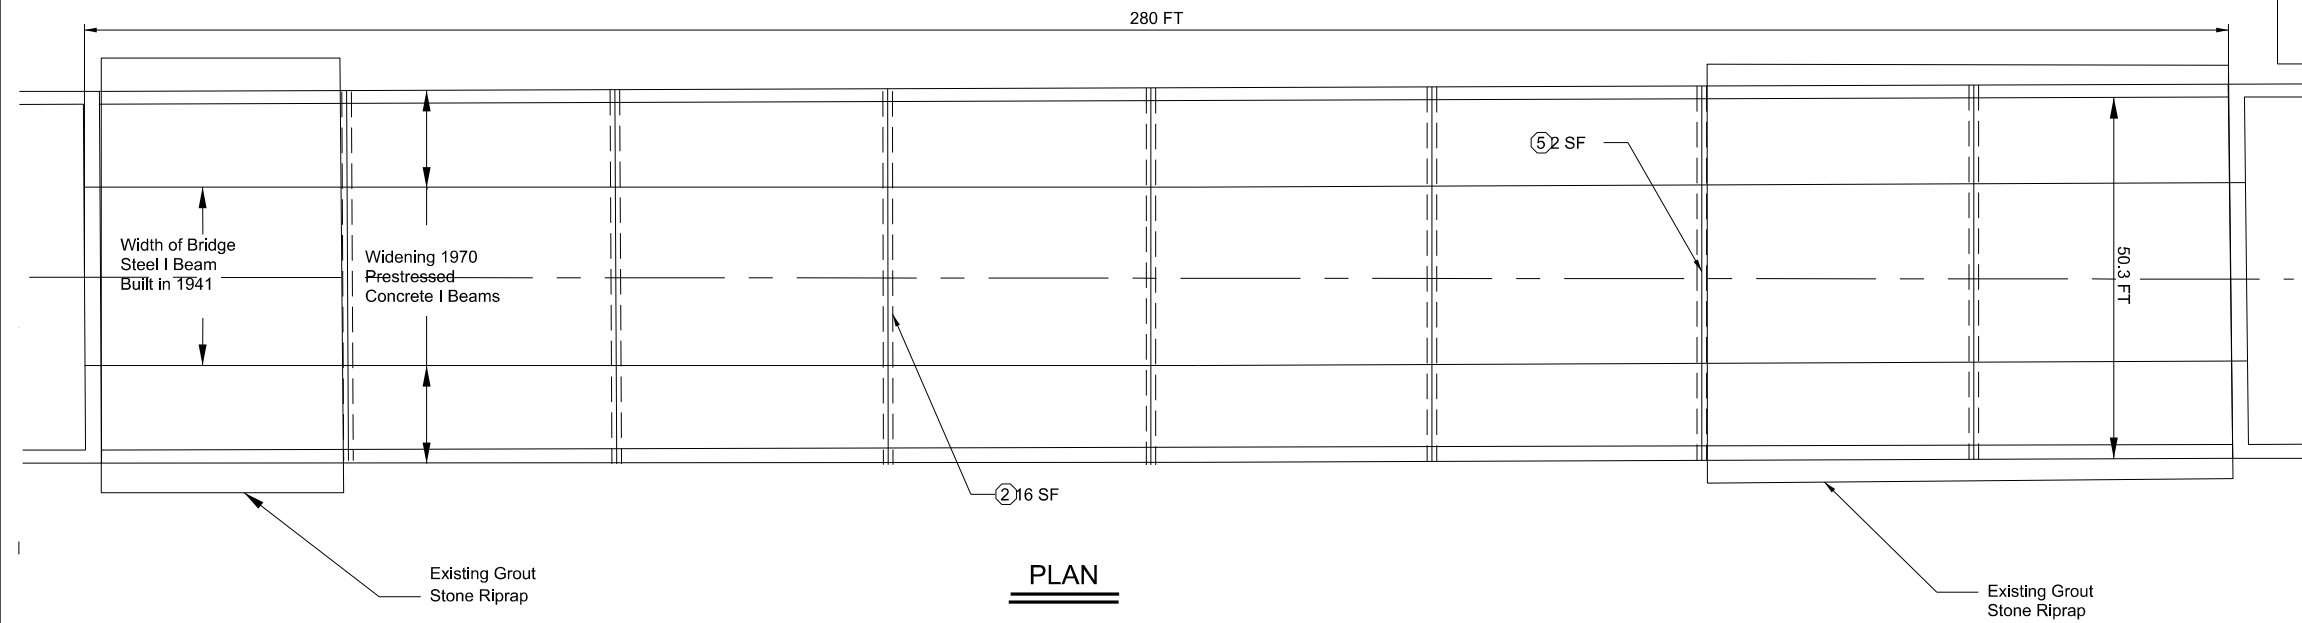 280 FT
5 2 SF
Width of Bridge
Steel I Beam
Built in 1941
Widening 1970
Prestressed
Concrete I Beams
50.3 FT
2 16 SF
Existing Grout
Stone Riprap
PLAN
Existing Grout
Stone Riprap